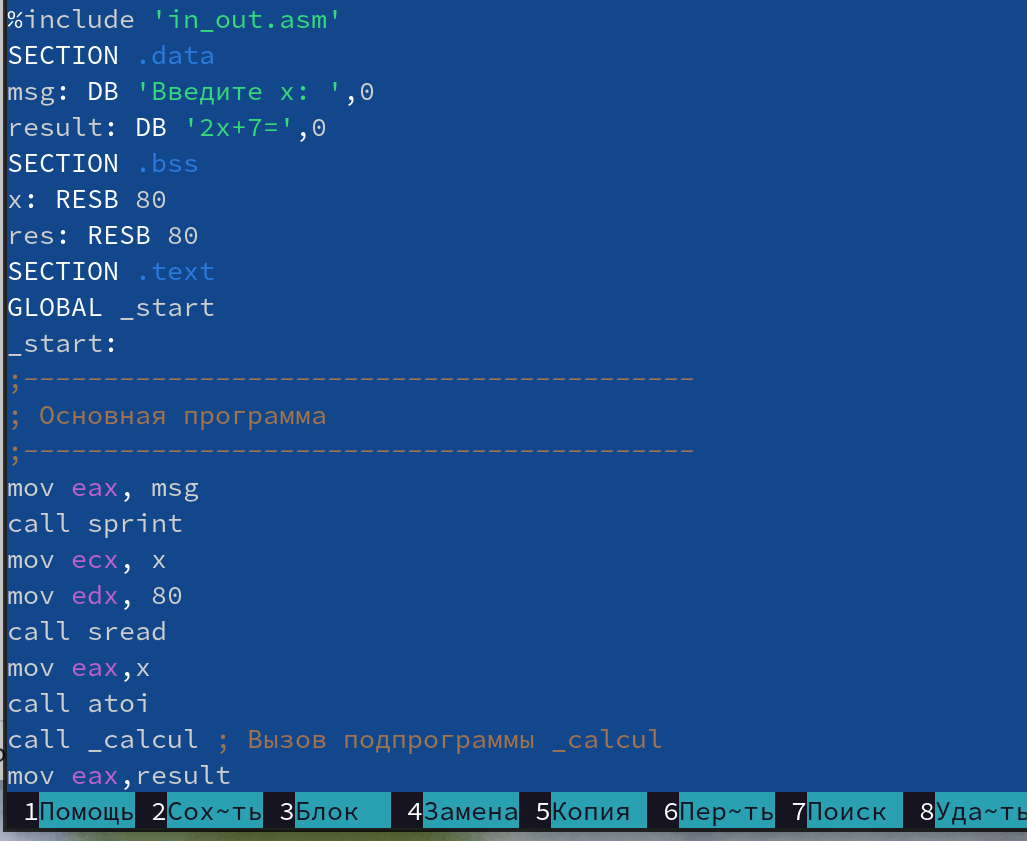 %include 'in_out.asm'
SECTION .data
msg: DB 'Введите x: ',0
result: DB '2x+7=',0
SECTION .bss
x: RESB 80
res: RESB 80
SECTION .text
GLOBAL _start
_start:
;------------------------------------------
; Основная программа
;------------------------------------------
mov eax, msg
call sprint
mov ecx, x
mov edx, 80
call sread
mov eax,x
call atoi
call _calcul ; Вызов подпрограммы _calcul
mov eax,result
1Помощь 2Сох~ть 3Блок 4Замена 5Копия 6Пер~ть 7Поиск 8Уда~ть